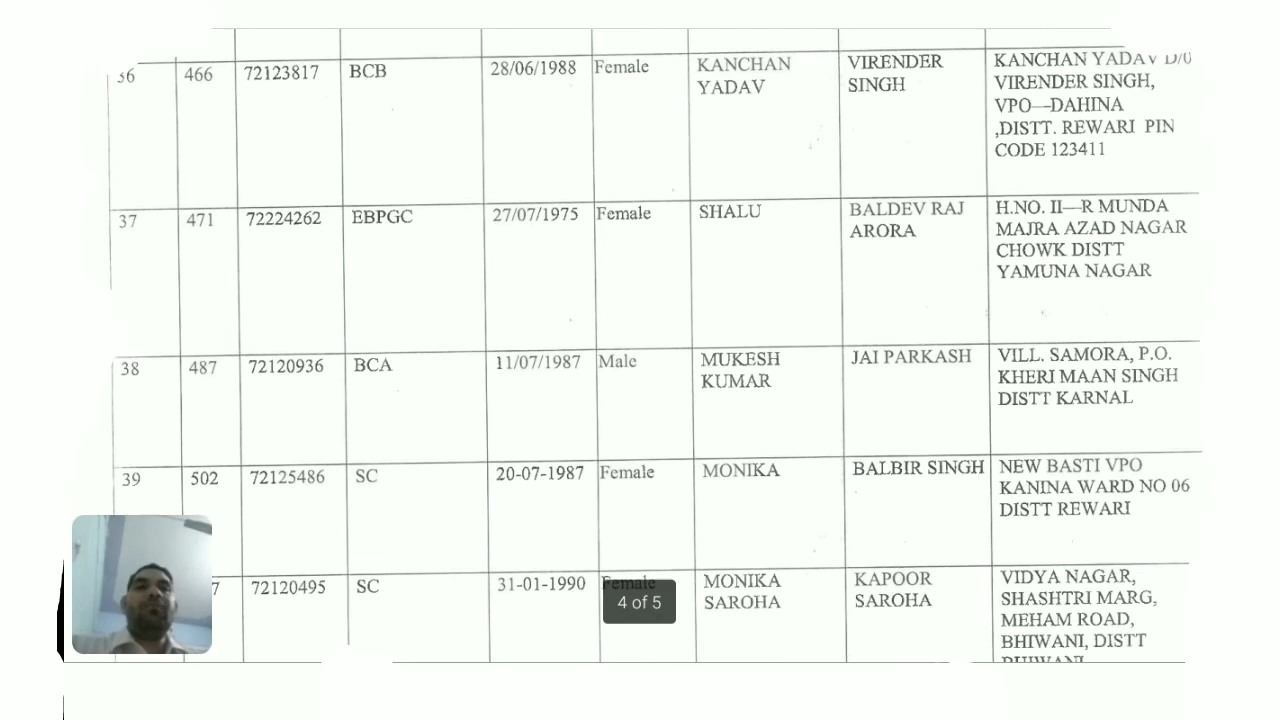 36 466 72123817 BCB 28/06/1988 Female KANCHAN YADAV VIRENDER SINGH KANCHAN YADAV D/O
VIRENDER SINGH,
VPO—DAHINA
,DISTT. REWARI PIN
CODE 123411
37 471 72224262 EBPGC 27/07/1975 Female SHALU BALDEV RAJ ARORA H.NO. II—R MUNDA
MAJRA AZAD NAGAR
CHOWK DISTT
YAMUNA NAGAR
38 487 72120936 BCA 11/07/1987 Male MUKESH KUMAR JAI PARKASH VILL. SAMORA, P.O.
KHERI MAAN SINGH
DISTT KARNAL
39 502 72125486 SC 20-07-1987 Female MONIKA BALBIR SINGH NEW BASTI VPO
KANINA WARD NO 06
DISTT REWARI
7 72120495 SC 31-01-1990 Female MONIKA SAROHA KAPOOR SAROHA VIDYA NAGAR,
SHASHTRI MARG,
MEHAM ROAD,
BHIWANI, DISTT
4 of 5